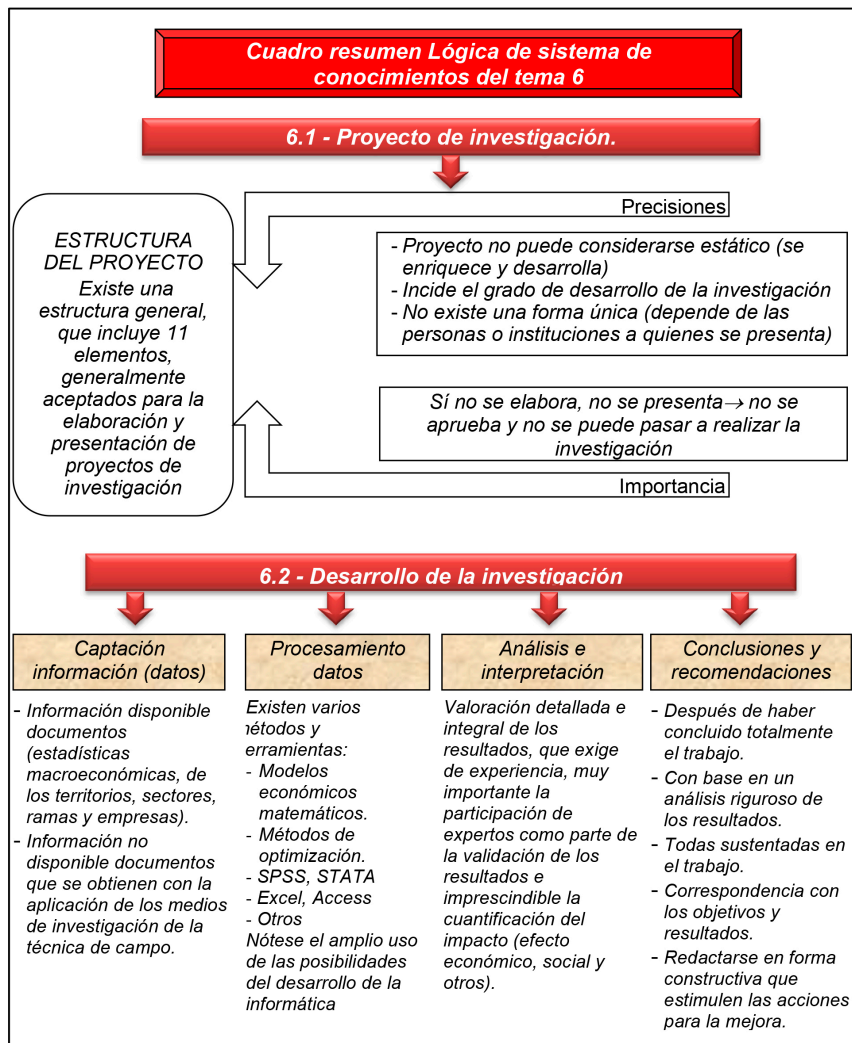 Cuadro resumen Lógica de sistema de
conocimientos del tema 6
6.1 - Proyecto de investigación.
Precisiones
ESTRUCTURA
DEL PROYECTO
Existe una
estructura general,
que incluye 11
elementos,
generalmente
aceptados para la
elaboración y
presentación de
proyectos de
investigación
- Proyecto no puede considerarse estático (se
enriquece y desarrolla)
- Incide el grado de desarrollo de la investigación
- No existe una forma única (depende de las
personas o instituciones a quienes se presenta)
Sí no se elabora, no se presenta→ no se
aprueba y no se puede pasar a realizar la
investigación
Importancia
6.2 - Desarrollo de la investigación
Captación
información (datos)
- Información disponible
documentos
(estadísticas
macroeconómicas, de
los territorios, sectores,
ramas y empresas).
- Información no
disponible documentos
que se obtienen con la
aplicación de los medios
de investigación de la
técnica de campo.
Procesamiento
datos
Existen varios
nétodos y
erramientas:
- Modelos
económicos
matemáticos.
- Métodos de
optimización.
- SPSS, STATA
- Excel, Access
- Otros
Nótese el amplio uso
de las posibilidades
del desarrollo de la
informática
Análisis e
interpretación
Valoración detallada e
integral de los
resultados, que exige
de experiencia, muy
importante la
participación de
expertos como parte de
la validación de los
resultados e
imprescindible la
cuantificación del
impacto (efecto
económico, social y
otros).
Conclusiones y
recomendaciones
- Después de haber
concluido totalmente
el trabajo.
- Con base en un
análisis riguroso de
los resultados.
- Todas sustentadas en
el trabajo.
- Correspondencia con
los objetivos y
resultados.
- Redactarse en forma
constructiva que
estimulen las acciones
para la mejora.